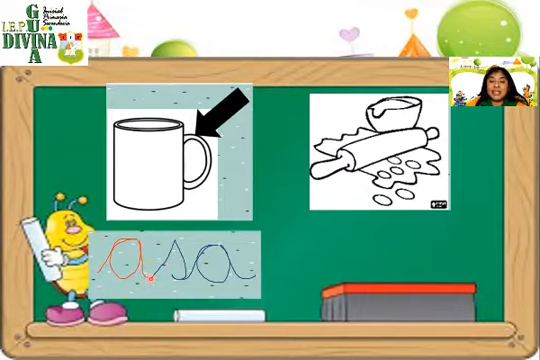 I.E.P
GUIA
DIVINA
Inicial
Primaria
Secundaria
asa